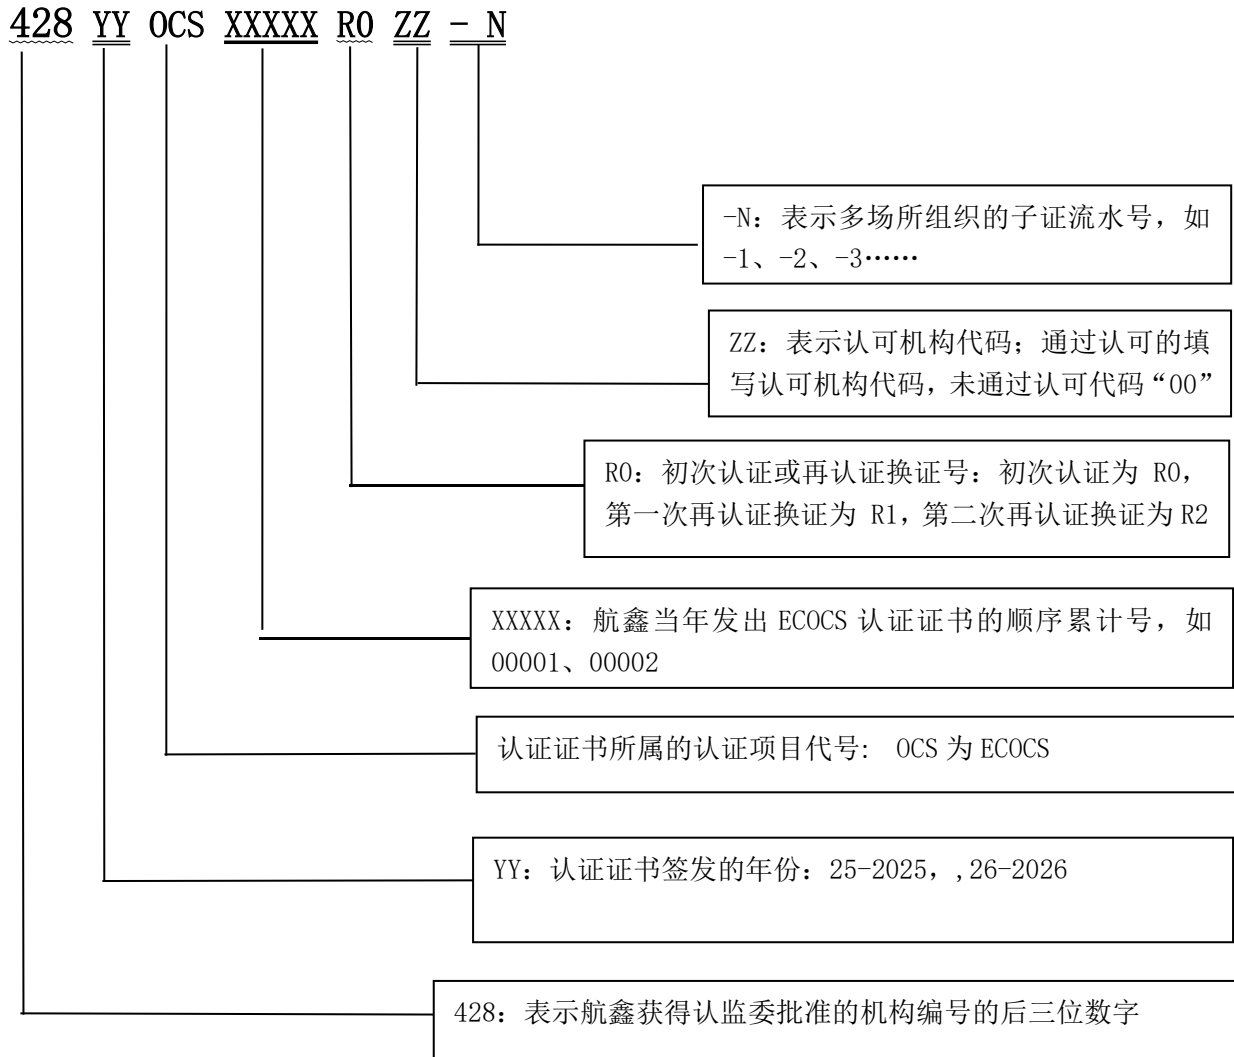 428 YY OCS XXXXX R0 ZZ - N
-N：表示多场所组织的子证流水号，如
-1、-2、-3……
ZZ：表示认可机构代码；通过认可的填
写认可机构代码，未通过认可代码“00”
R0：初次认证或再认证换证号：初次认证为 R0，
第一次再认证换证为 R1，第二次再认证换证为 R2
XXXXX：航鑫当年发出 ECOCS 认证证书的顺序累计号，如
00001、00002
认证证书所属的认证项目代号： OCS 为 ECOCS
YY：认证证书签发的年份：25-2025，,26-2026
428：表示航鑫获得认监委批准的机构编号的后三位数字